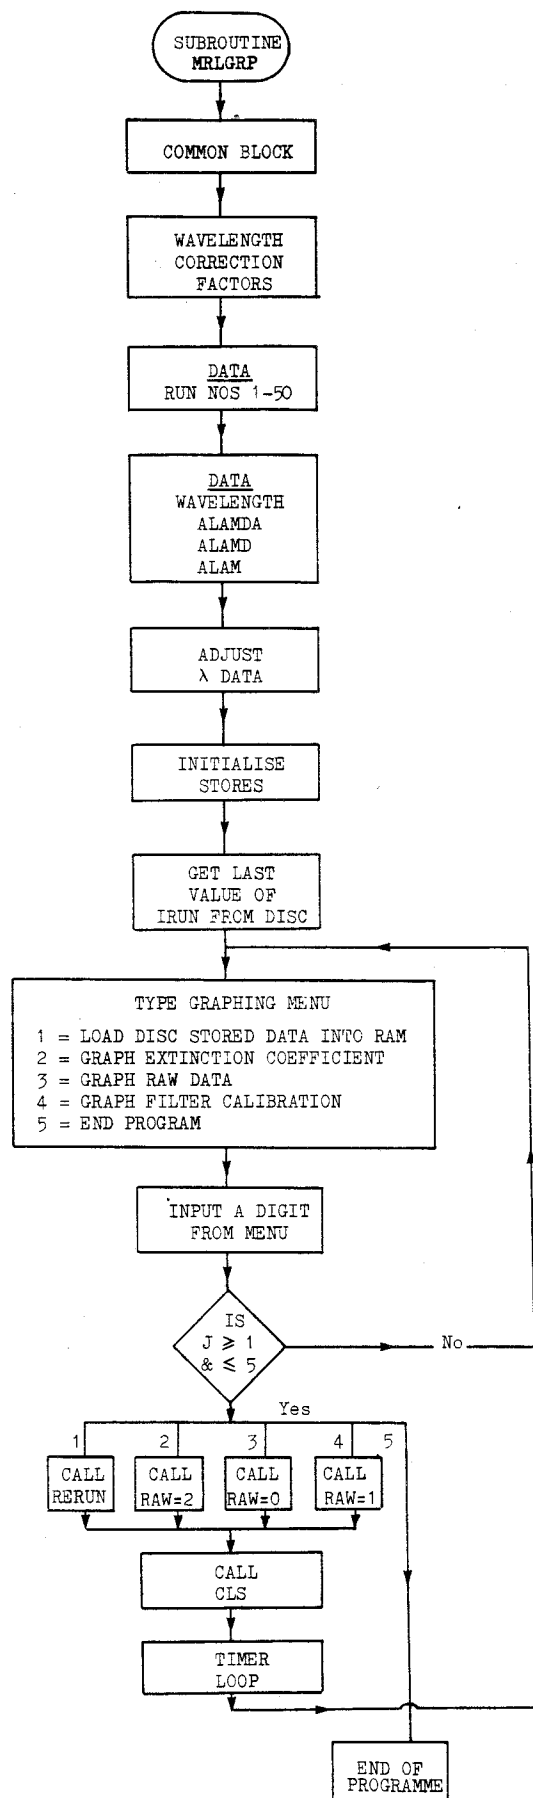 SUBROUTINE
MRLGRP
COMMON BLOCK
WAVELENGTH
CORRECTION
FACTORS
DATA
RUN NOS 1-50
DATA
WAVELENGTH
ALAMDA
ALAMD
ALAM
ADJUST
λ DATA
INITIALISE
STORES
GET LAST
VALUE OF
IRUN FROM DISC
TYPE GRAPHING MENU
1 = LOAD DISC STORED DATA INTO RAM
2 = GRAPH EXTINCTION COEFFICIENT
3 = GRAPH RAW DATA
4 = GRAPH FILTER CALIBRATION
5 = END PROGRAM
INPUT A DIGIT
FROM MENU
IS
J ⩾ 1
& ⩽ 5
No
Yes
1 2 3 4 5
CALL
RERUN
CALL
RAW=2
CALL
RAW=0
CALL
RAW=1
CALL
CLS
TIMER
LOOP
END OF
PROGRAMME